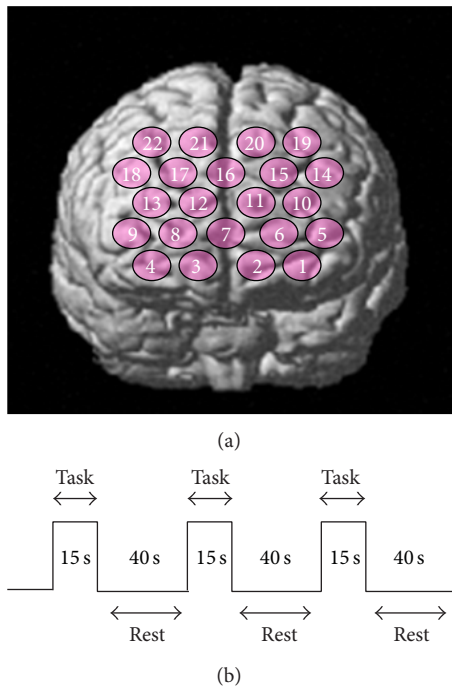 22 21 20 19
18 17 16 15 14
13 12 11 10
9 8 7 6 5
4 3 2 1
(a)
Task Task Task
15 s 40 s 15 s 40 s 15 s 40 s
Rest Rest Rest
(b)